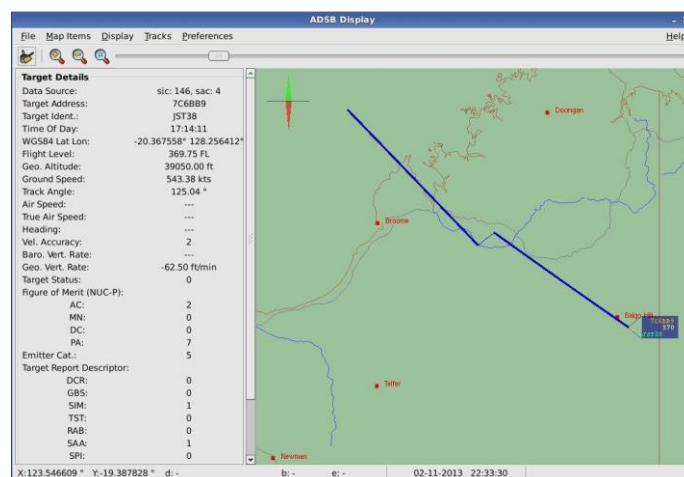 ADSB Display
File Map Items Display Tracks Preferences Help
Target Details
Data Source: sic: 146, sac: 4
Target Address: 7C6BB9
Target Ident.: JST38
Time Of Day: 17:14:11
WGS84 Lat Lon: -20.367558° 128.256412°
Flight Level: 369.75 FL
Geo. Altitude: 39050.00 ft
Ground Speed: 543.38 kts
Track Angle: 125.04 °
Air Speed: ---
True Air Speed: ---
Heading: ---
Vel. Accuracy: 2
Baro. Vert. Rate: ---
Geo. Vert. Rate: -62.50 ft/min
Target Status: 0
Figure of Merit (NUC-P):
AC: 2
MN: 0
DC: 0
PA: 7
Emitter Cat.: 5
Target Report Descriptor:
DCR: 0
GBS: 0
SIM: 1
TST: 0
RAB: 0
SAA: 1
SPI: 0
Doongan
Broome
Balgo Hill
7C6BB9
370
Telfer
Newman
X:123.546609 ° Y:-19.387828 ° d: - b: - e: - 02-11-2013 22:33:30